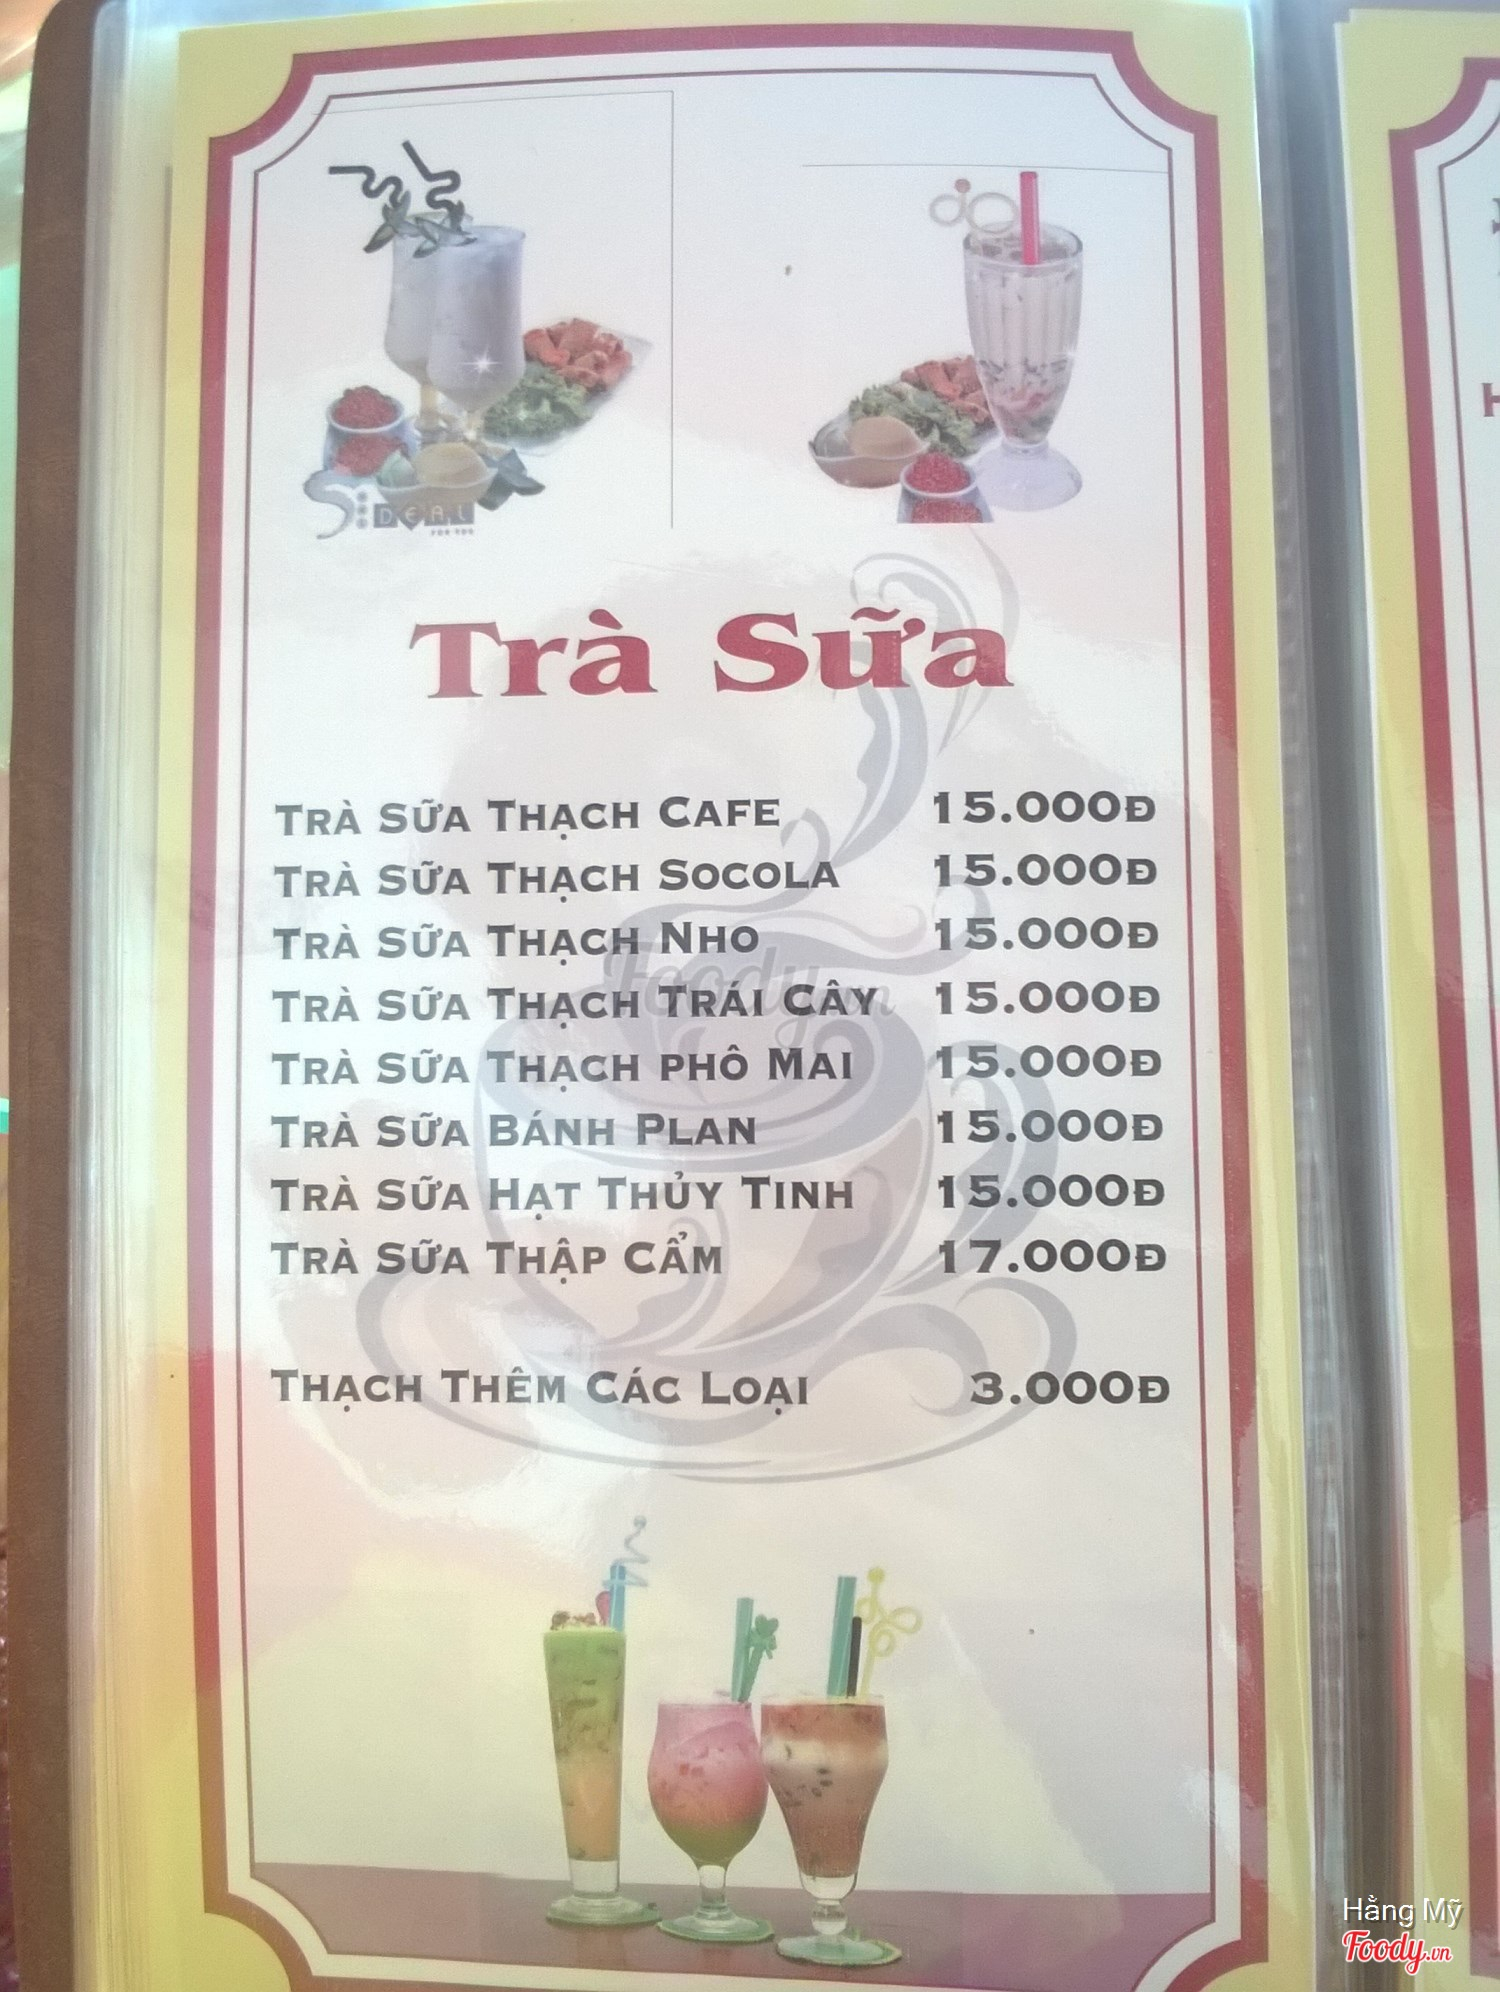 IDEAL
Trà Sữa
TRÀ SỮA THẠCH CAFE 15.000Đ
TRÀ SỮA THẠCH SOCOLA 15.000Đ
TRÀ SỮA THẠCH NHO 15.000Đ
TRÀ SỮA THẠCH TRÁI CÂY 15.000Đ
TRÀ SỮA THẠCH PHÔ MAI 15.000Đ
TRÀ SỮA BÁNH PLAN 15.000Đ
TRÀ SỮA HẠT THỦY TINH 15.000Đ
TRÀ SỮA THẬP CẨM 17.000Đ
THẠCH THÊM CÁC LOẠI 3.000Đ
Foody.vn
Hằng Mỹ
Foody.vn